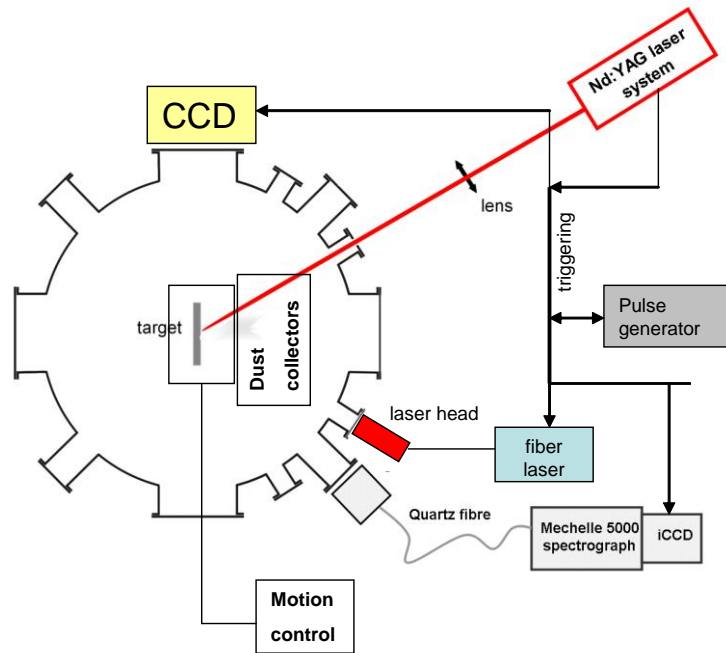 Nd:YAG laser
system
CCD
lens
triggering
Pulse
generator
target
Dust
collectors
laser head
fiber
laser
Quartz fibre
Mechelle 5000
spectrograph
iCCD
Motion
control